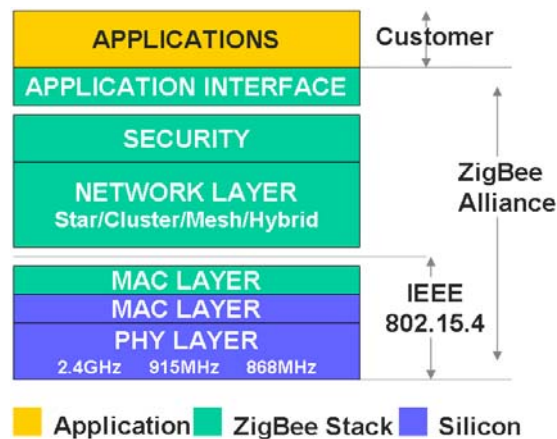 APPLICATIONS
Customer
APPLICATION INTERFACE
SECURITY
NETWORK LAYER
Star/Cluster/Mesh/Hybrid
ZigBee
Alliance
MAC LAYER
MAC LAYER
PHY LAYER
2.4GHz 915MHz 868MHz
IEEE
802.15.4
Application ZigBee Stack Silicon